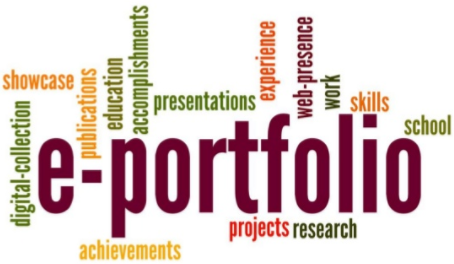 showcase
digital-collection
publications
education
accomplishments
presentations
experience
web-presence
work
skills
school
e-portfolio
projects
research
achievements